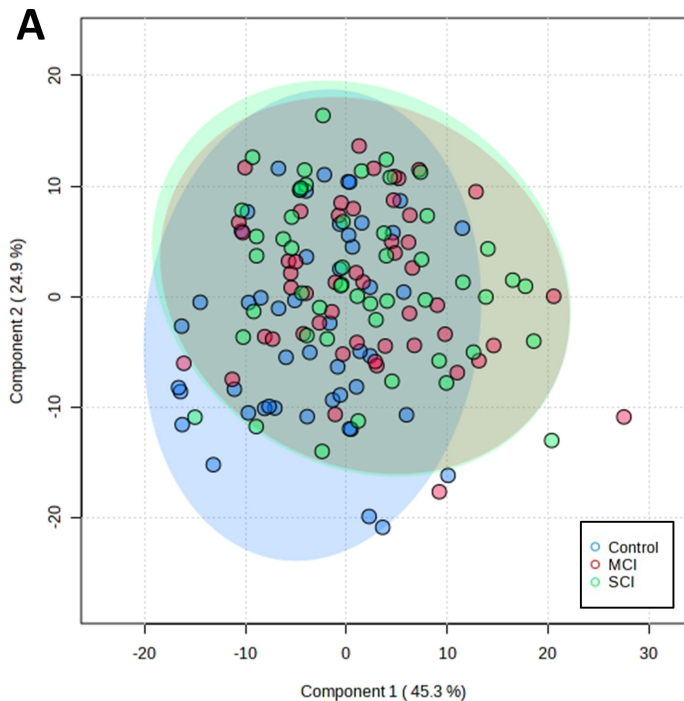 A
20
10
0
-10
-20
Component 2 ( 24.9 %)
-20 -10 0 10 20 30
Component 1 ( 45.3 %)
Control
MCI
SCI